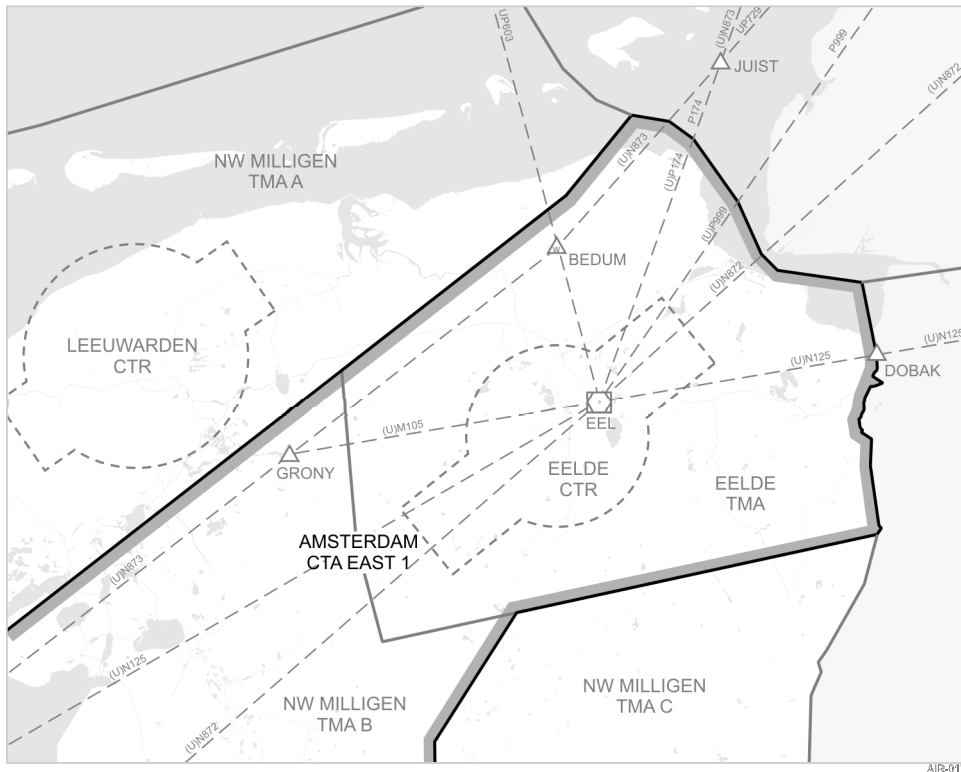 UP603
(U)N873
UP729
P999
(U)N872
JUIST
P174
(U)N873
NW MILLIGEN
TMA A
(U)P174
(U)P999
BEDUM
W
(U)N872
LEEUWARDEN
CTR
(U)N125
(U)N125
DOBAK
EEL
(U)M105
GRONY
EELDE
CTR
EELDE
TMA
AMSTERDAM
CTA EAST 1
(U)N873
(U)N125
NW MILLIGEN
TMA B
NW MILLIGEN
TMA C
(U)N872